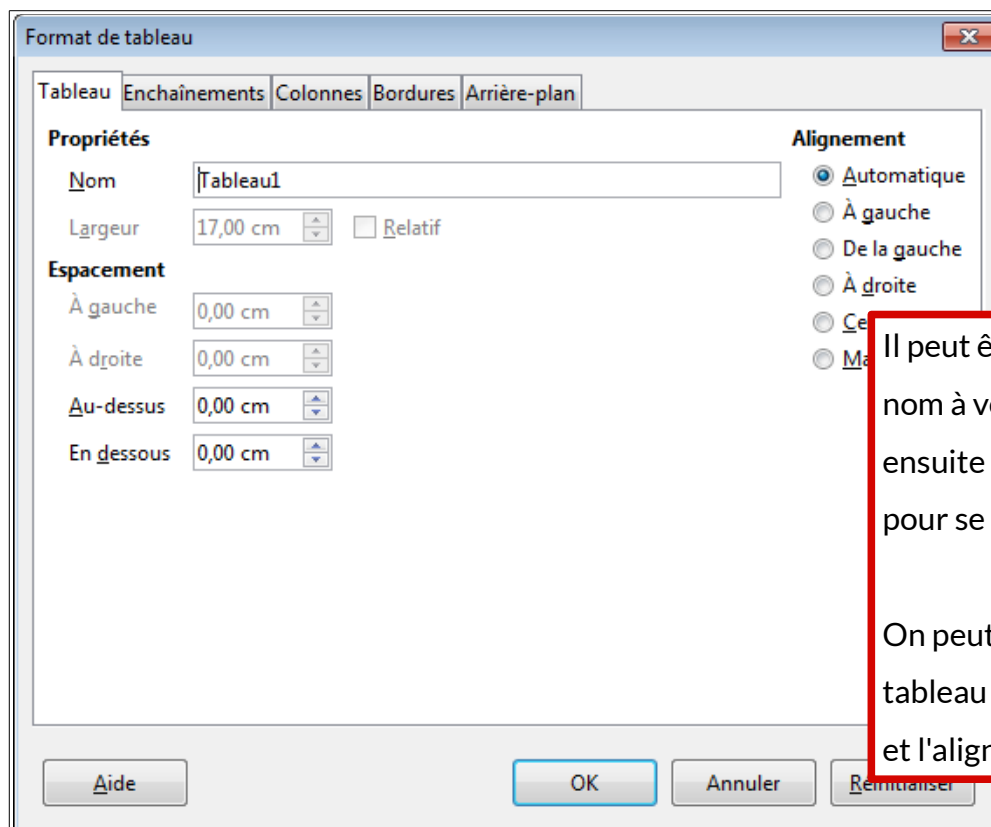 Format de tableau
Tableau Enchaînements Colonnes Bordures Arrière-plan
Propriétés
Nom Tableau1
Largeur 17,00 cm Relatif
Espacement
À gauche 0,00 cm
À droite 0,00 cm
Au-dessus 0,00 cm
En dessous 0,00 cm
Alignement
Automatique
À gauche
De la gauche
À droite
Il peut
nom à
ensuite
pour se
On peut
tableau
Aide OK Annuler Réinitialiser
et